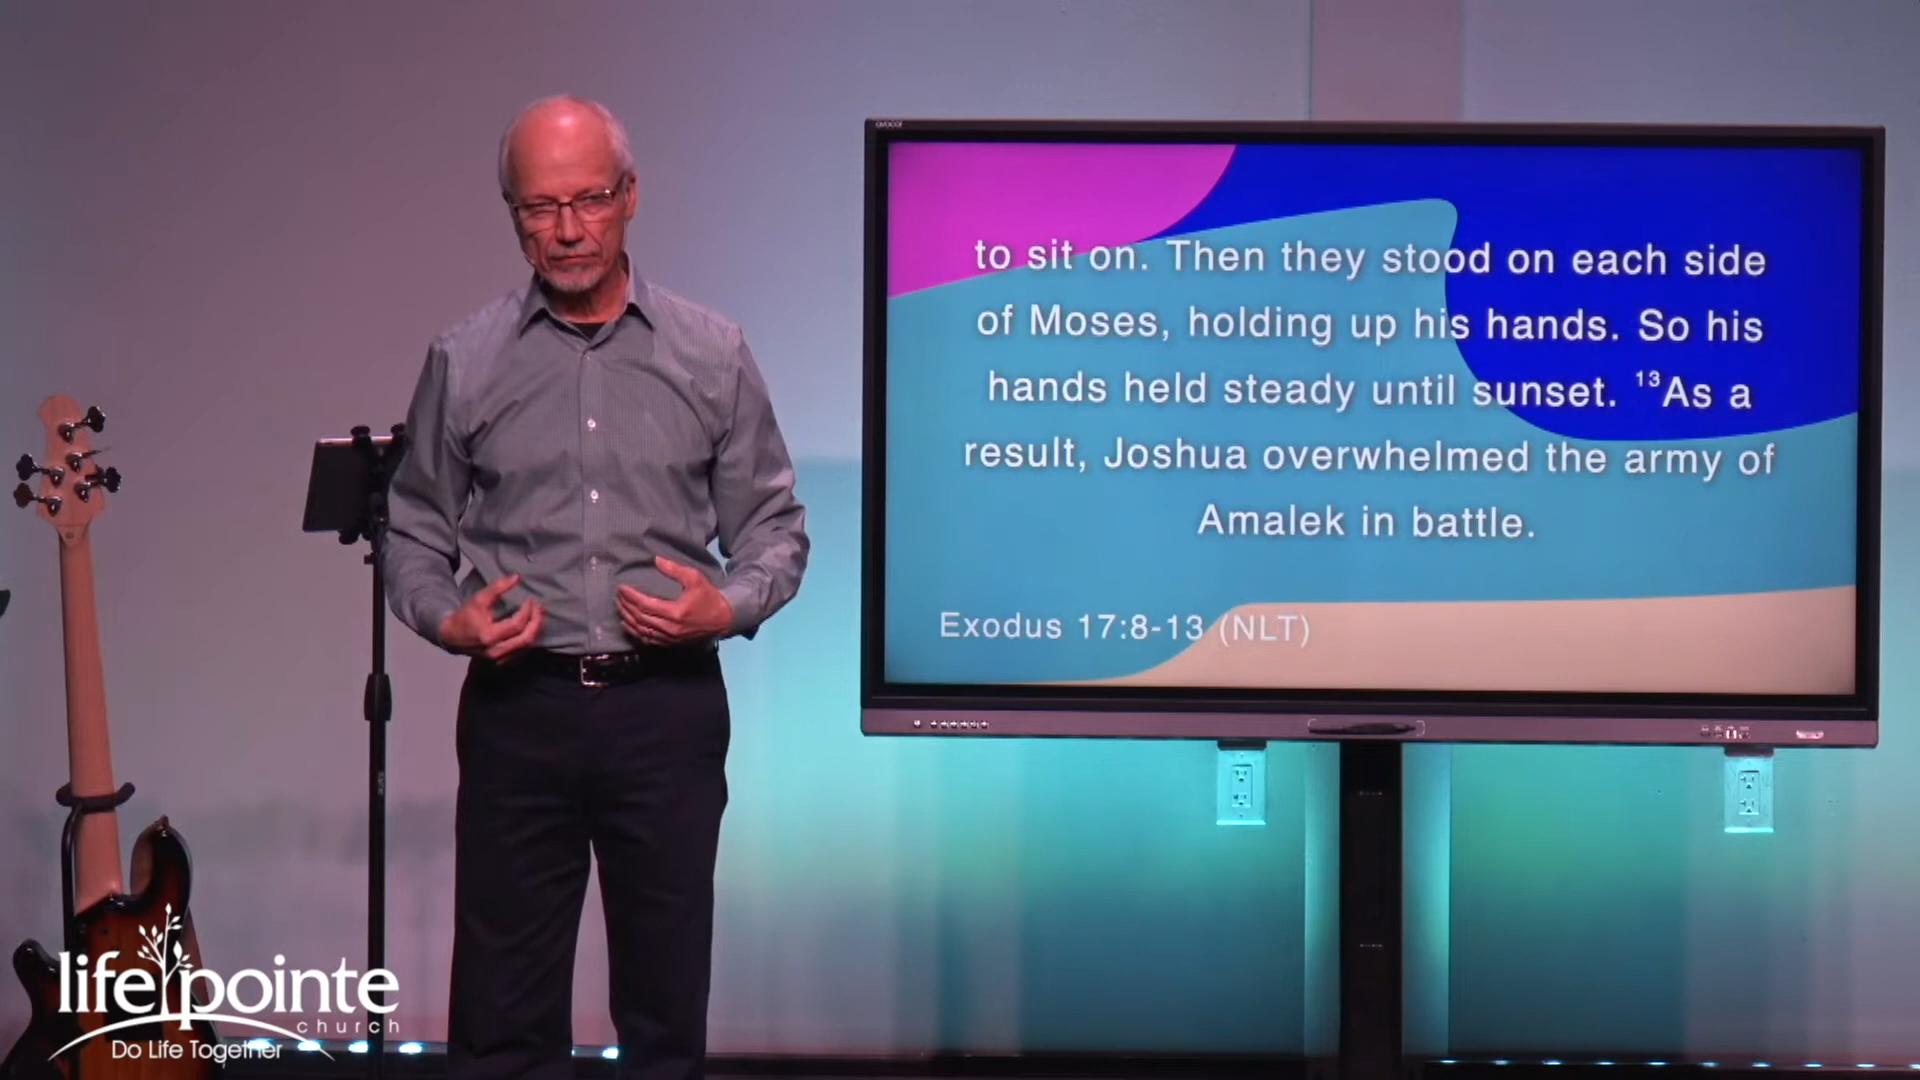 avocor
to sit on. Then they stood on each side
of Moses, holding up his hands. So his
hands held steady until sunset. ¹³As a
result, Joshua overwhelmed the army of
Amalek in battle.
Exodus 17:8-13 (NLT)
life pointe
church
Do Life Together